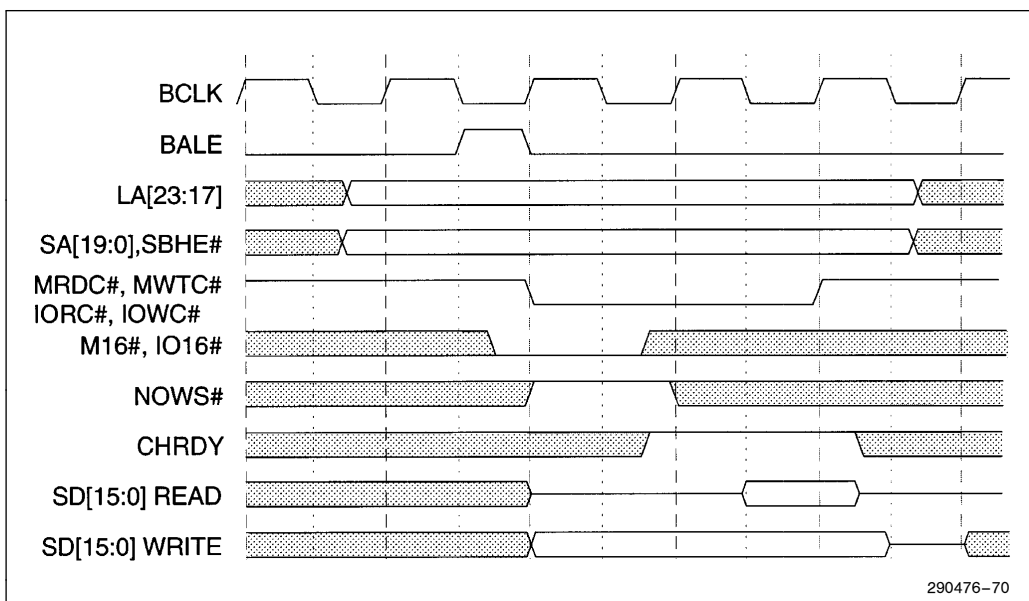 BCLK
BALE
LA[23:17]
SA[19:0],SBHE#
MRDC#, MWTC#
IORC#, IOWC#
M16#, IO16#
NOWS#
CHRDY
SD[15:0] READ
SD[15:0] WRITE
290476–70